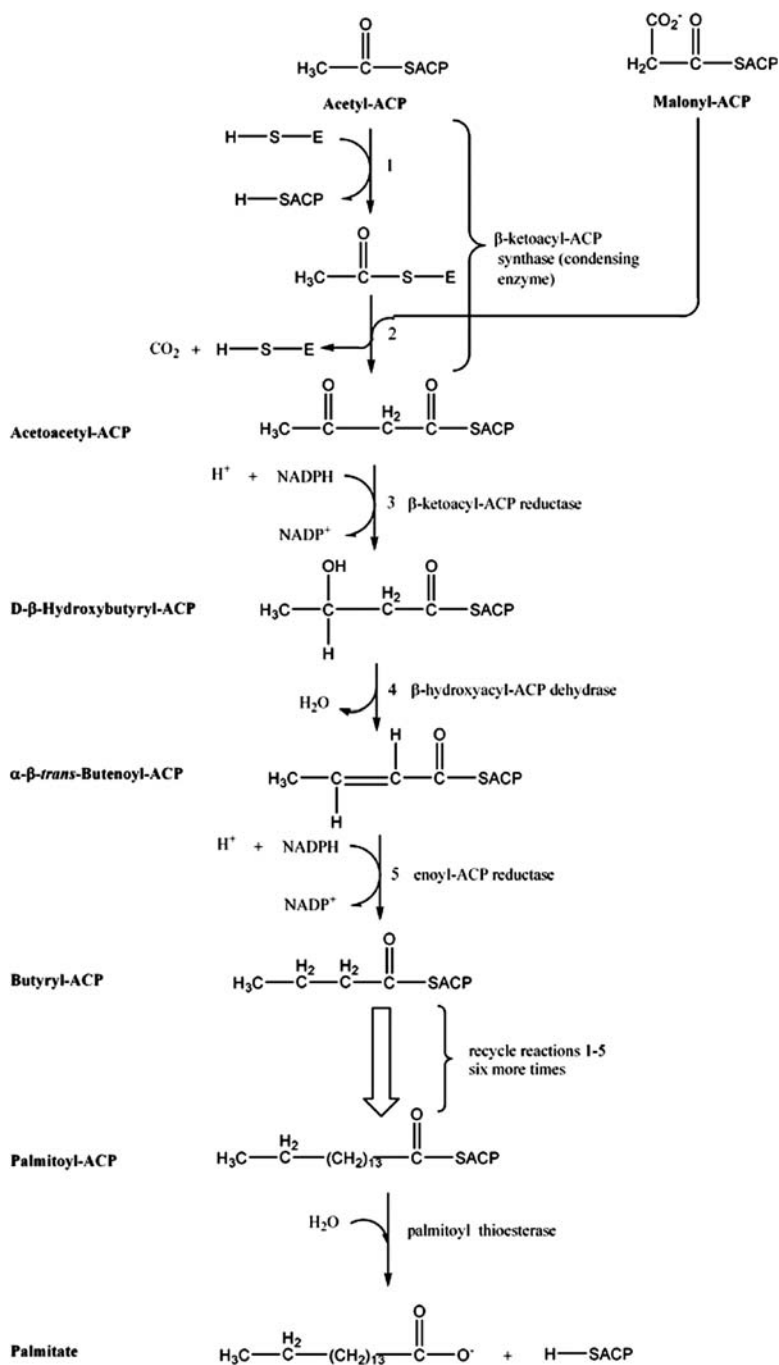 O
H₃C—C—SACP
Acetyl-ACP
CO₂⁻ O
H₂C—C—SACP
Malonyl-ACP
H—S—E
1
H—SACP
O
H₃C—C—S—E
β-ketoacyl-ACP
synthase (condensing
enzyme)
2
CO₂ + H—S—E
O H₂ O
Acetoacetyl-ACP H₃C—C—C—C—SACP
H⁺ + NADPH
3 β-ketoacyl-ACP reductase
NADP⁺
OH H₂ O
D-β-Hydroxybutyryl-ACP H₃C—C—C—C—SACP
H
4 β-hydroxyacyl-ACP dehydrase
H₂O
H O
α-β-trans-Butenoyl-ACP H₃C—C=C—C—SACP
H
H⁺ + NADPH
5 enoyl-ACP reductase
NADP⁺
H₂ H₂ O
Butyryl-ACP H₃C—C—C—C—SACP
recycle reactions 1-5
six more times
H₂ O
Palmitoyl-ACP H₃C—C—(CH₂)₁₃—C—SACP
H₂O
palmitoyl thioesterase
H₂ O
Palmitate H₃C—C—(CH₂)₁₃—C—O⁻ + H—SACP